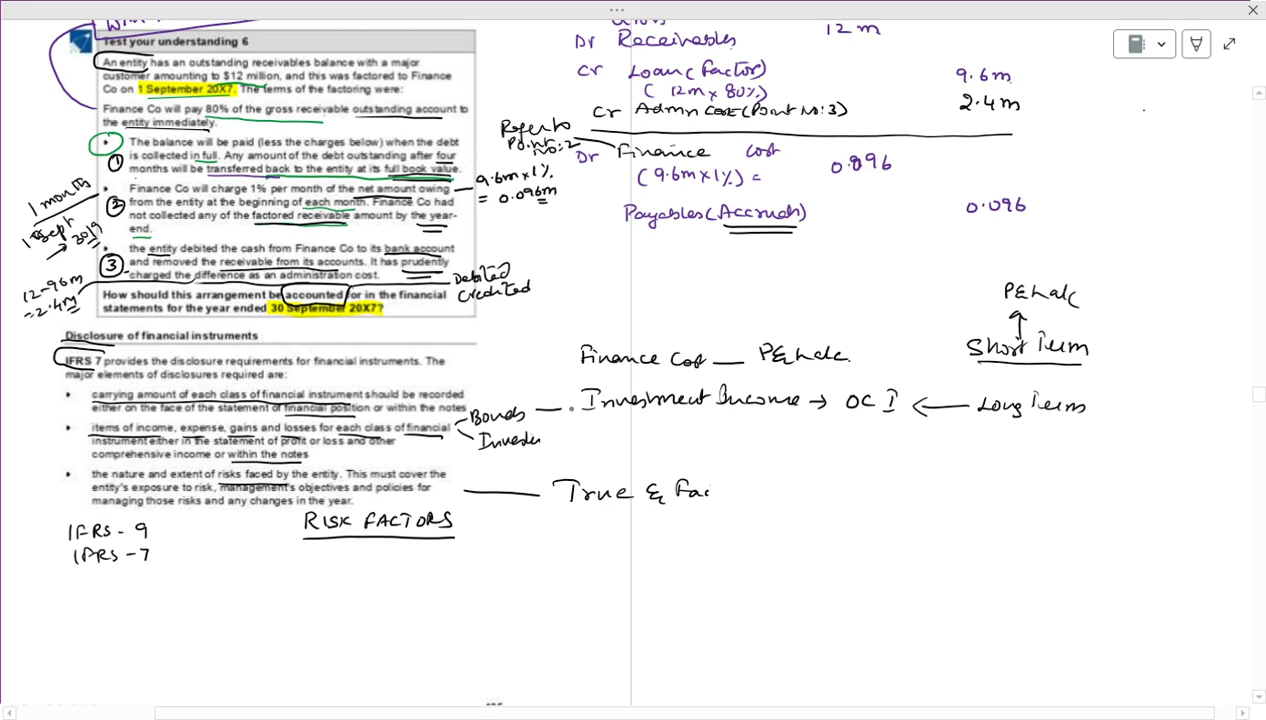 Test your understanding 6
An entity has an outstanding receivables balance with a major
customer amounting to $12 million, and this was factored to Finance
Co on 1 September 20X7. The terms of the factoring were:
Finance Co will pay 80% of the gross receivable outstanding account to
the entity immediately.
• The balance will be paid (less the charges below) when the debt
is collected in full. Any amount of the debt outstanding after four
months will be transferred back to the entity at its full book value.
• Finance Co will charge 1% per month of the net amount owing
from the entity at the beginning of each month. Finance Co had
not collected any of the factored receivable amount by the year-
end.
• the entity debited the cash from Finance Co to its bank account
and removed the receivable from its accounts. It has prudently
charged the difference as an administration cost.
How should this arrangement be accounted for in the financial
statements for the year ended 30 September 20X7?
Disclosure of financial instruments
IFRS 7 provides the disclosure requirements for financial instruments. The
major elements of disclosures required are:
• carrying amount of each class of financial instrument should be recorded
either on the face of the statement of financial position or within the notes
• items of income, expense, gains and losses for each class of financial
instrument either in the statement of profit or loss and other
comprehensive income or within the notes
• the nature and extent of risks faced by the entity. This must cover the
entity's exposure to risk, management's objectives and policies for
managing those risks and any changes in the year.
IFRS - 9
IFRS - 7
RISK FACTORS
1 month
1 Sept
→ 2019
1
2
3
12-96m
=2.4m
Debited
Credited
9.6m x 1%
= 0.096m
Refer to
Point
No:2
Bonds
12 m
Dr Receivables
Cr Loan (Factor)
9.6m
(12m x 80%)
Cr Admn Cost (Point No:3)
2.4m
Dr Finance Cost
(9.6m x 1%) =
0.096
Payables (Accruals)
0.096
P&L a/c
Short Term
Finance Cost — P&L a/c.
Investment Income → OCI ← Long Term
True & Fai